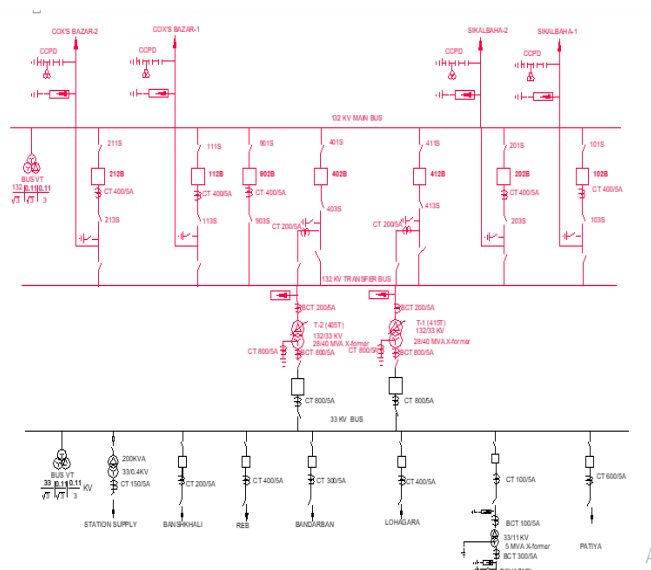 COX'S BAZAR-2
COX'S BAZAR-1
SIKALBAHA-2
SIKALBAHA-1
CCPD
CCPD
CCPD
CCPD
132 KV MAIN BUS
211S
111S
901S
401S
411S
201S
101S
BUS VT
132 0.11 0.11
√3 √3 3
212B
112B
902B
402B
412B
202B
102B
CT 400/5A
CT 400/5A
CT 400/5A
CT 400/5A
CT 400/5A
213S
113S
903S
403S
413S
203S
103S
CT 200/5A
CT 200/5A
132 KV TRANSFER BUS
BCT 200/5A
BCT 200/5A
T-2 (405T)
132/33 KV
28/40 MVA X-former
T-1 (415T)
132/33 KV
28/40 MVA X-former
CT 800/5A
BCT 800/5A
CT 800/5A
BCT 800/5A
CT 800/5A
CT 800/5A
33 KV BUS
BUS VT
33 0.11 0.11 KV
√3 √3 3
200KVA
33/0.4KV
CT 150/5A
CT 200/5A
CT 400/5A
CT 300/5A
CT 400/5A
CT 100/5A
CT 600/5A
STATION SUPPLY
BANSHKHALI
REB
BANDARBAN
LOHAGARA
PATIYA
BCT 100/5A
33/11 KV
5 MVA X-former
BCT 300/5A